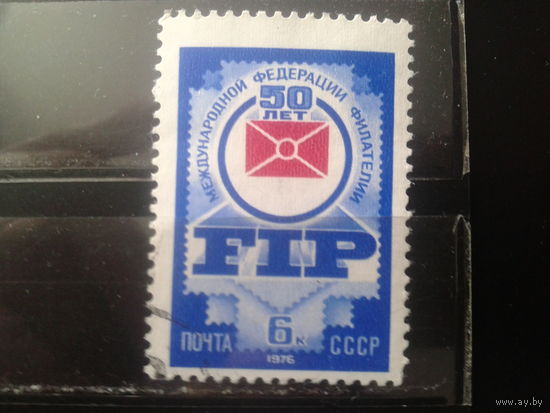 МЕЖДУНАРОДНОЙ ФЕДЕРАЦИИ ФИЛАТЕЛИИ
50
ЛЕТ
FIP
6к
ПОЧТА СССР
1976
www.ay.by